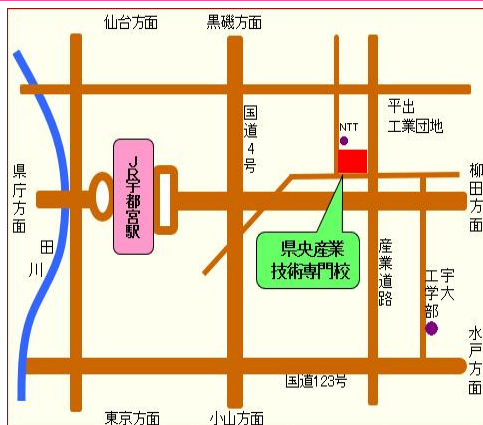 仙台方面
黒磯方面
国道4号
NTT
平出
工業団地
県庁方面
JR宇都宮駅
柳田方面
田川
県央産業
技術専門校
産業道路
宇大
工学部
水戸方面
国道123号
東京方面
小山方面